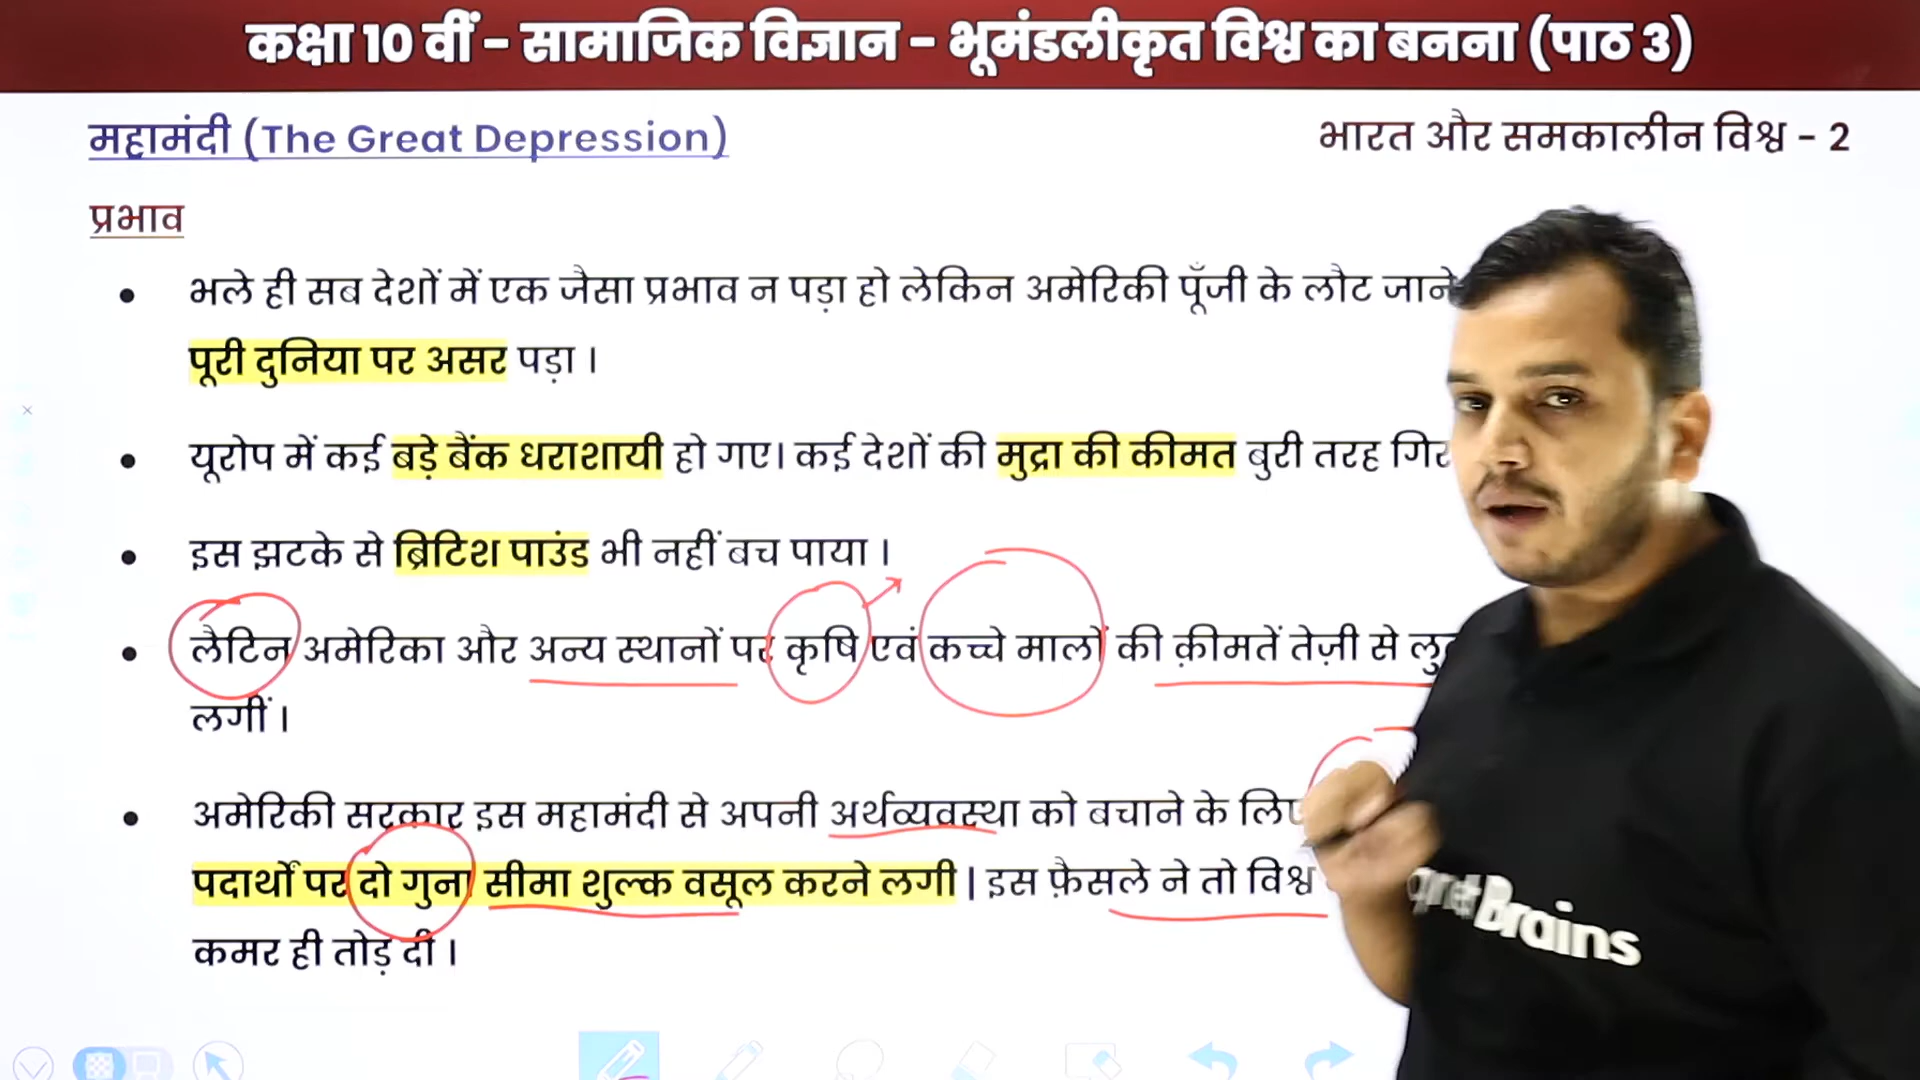 कक्षा 10 वीं - सामाजिक विज्ञान - भूमंडलीकृत विश्व का बनना (पाठ 3)
महामंदी (The Great Depression)
भारत और समकालीन विश्व - 2
प्रभाव
भले ही सब देशों में एक जैसा प्रभाव न पड़ा हो लेकिन अमेरिकी पूँजी के लौट जाने
पूरी दुनिया पर असर पड़ा ।
यूरोप में कई बड़े बैंक धराशायी हो गए। कई देशों की मुद्रा की कीमत बुरी तरह
इस झटके से ब्रिटिश पाउंड भी नहीं बच पाया ।
लैटिन अमेरिका और अन्य स्थानों पर कृषि एवं कच्चे मालों की क़ीमतें तेज़ी से
लगीं ।
अमेरिकी सरकार इस महामंदी से अपनी अर्थव्यवस्था को बचाने के
पदार्थों पर दो गुना सीमा शुल्क वसूल करने लगी | इस फ़ैसले ने तो विश्व
कमर ही तोड़ दी ।
Brains